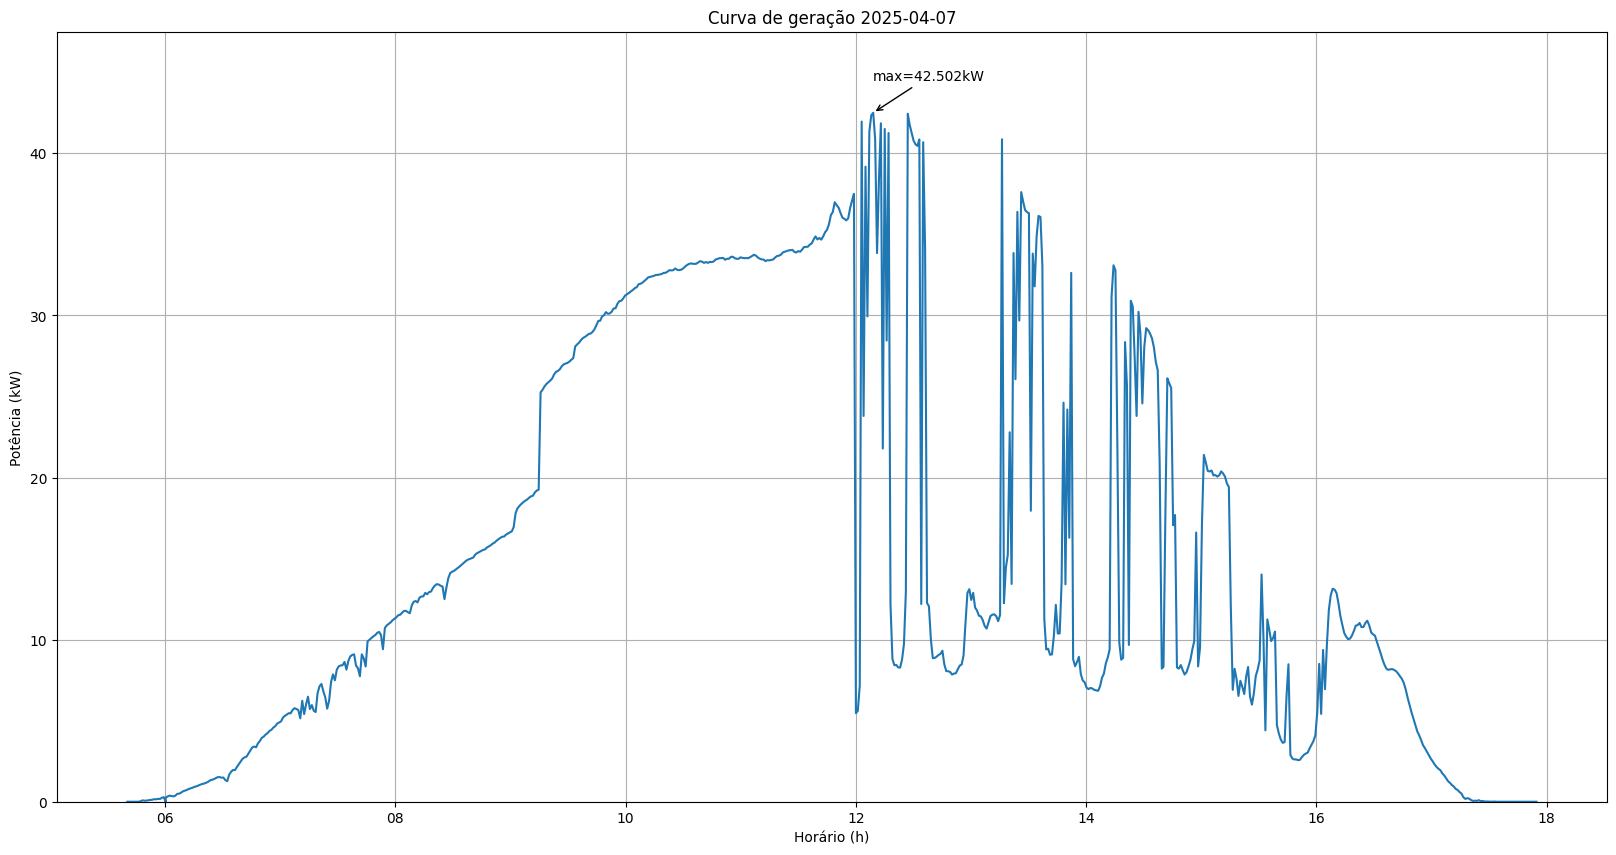 Curva de geração 2025-04-07
max=42.502kW
Potência (kW)
40
30
20
10
0
06 08 10 12 14 16 18
Horário (h)